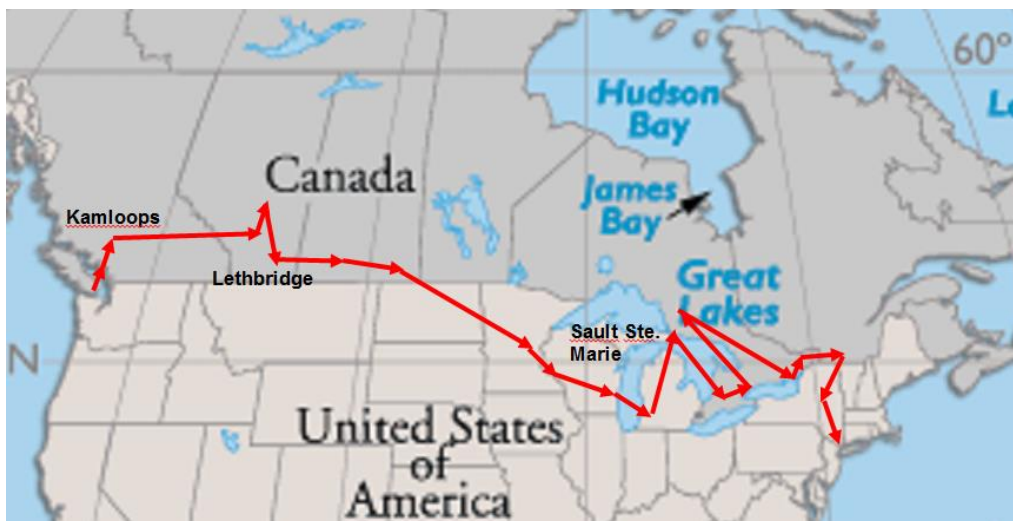 60°
Hudson
Bay
Canada
James
Bay
Kamloops
Lethbridge
Great
Lakes
Sault Ste.
Marie
N
United States
of
America